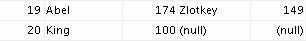 19 Abel 174 Zlotkey 149
20 King 100 (null) (null)